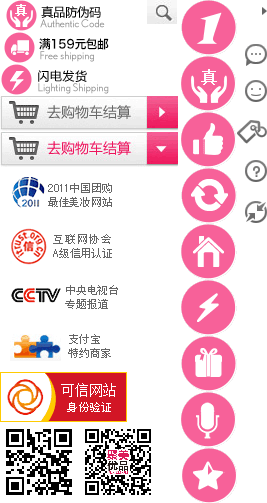 真品防伪码
Authentic Code
满159元包邮
Free shipping
闪电发货
Lighting Shipping
去购物车结算
去购物车结算
2011
2011中国团购
最佳美妆网站
trust online
信
互联网协会
A级信用认证
CCTV
中央电视台
专题报道
支付宝
特约商家
可信网站
身份验证
聚美
优品
1
真